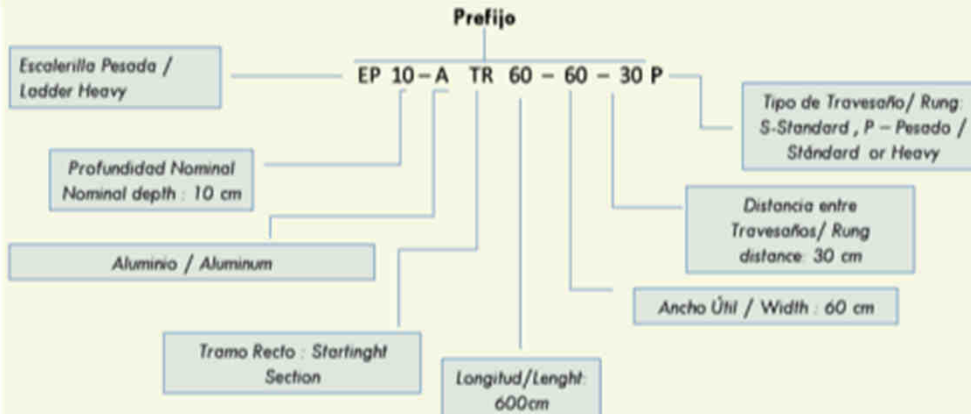 Prefijo
EP 10-A TR 60 - 60 - 30 P
Escalerilla Pesada /
Ladder Heavy
Tipo de Travesaño/ Rung:
S-Standard , P – Pesado /
Stándard or Heavy
Profundidad Nominal
Nominal depth : 10 cm
Distancia entre
Travesaños/ Rung
distance: 30 cm
Aluminio / Aluminum
Ancho Útil / Width : 60 cm
Tramo Recto : Startinght
Section
Longitud/Lenght:
600cm